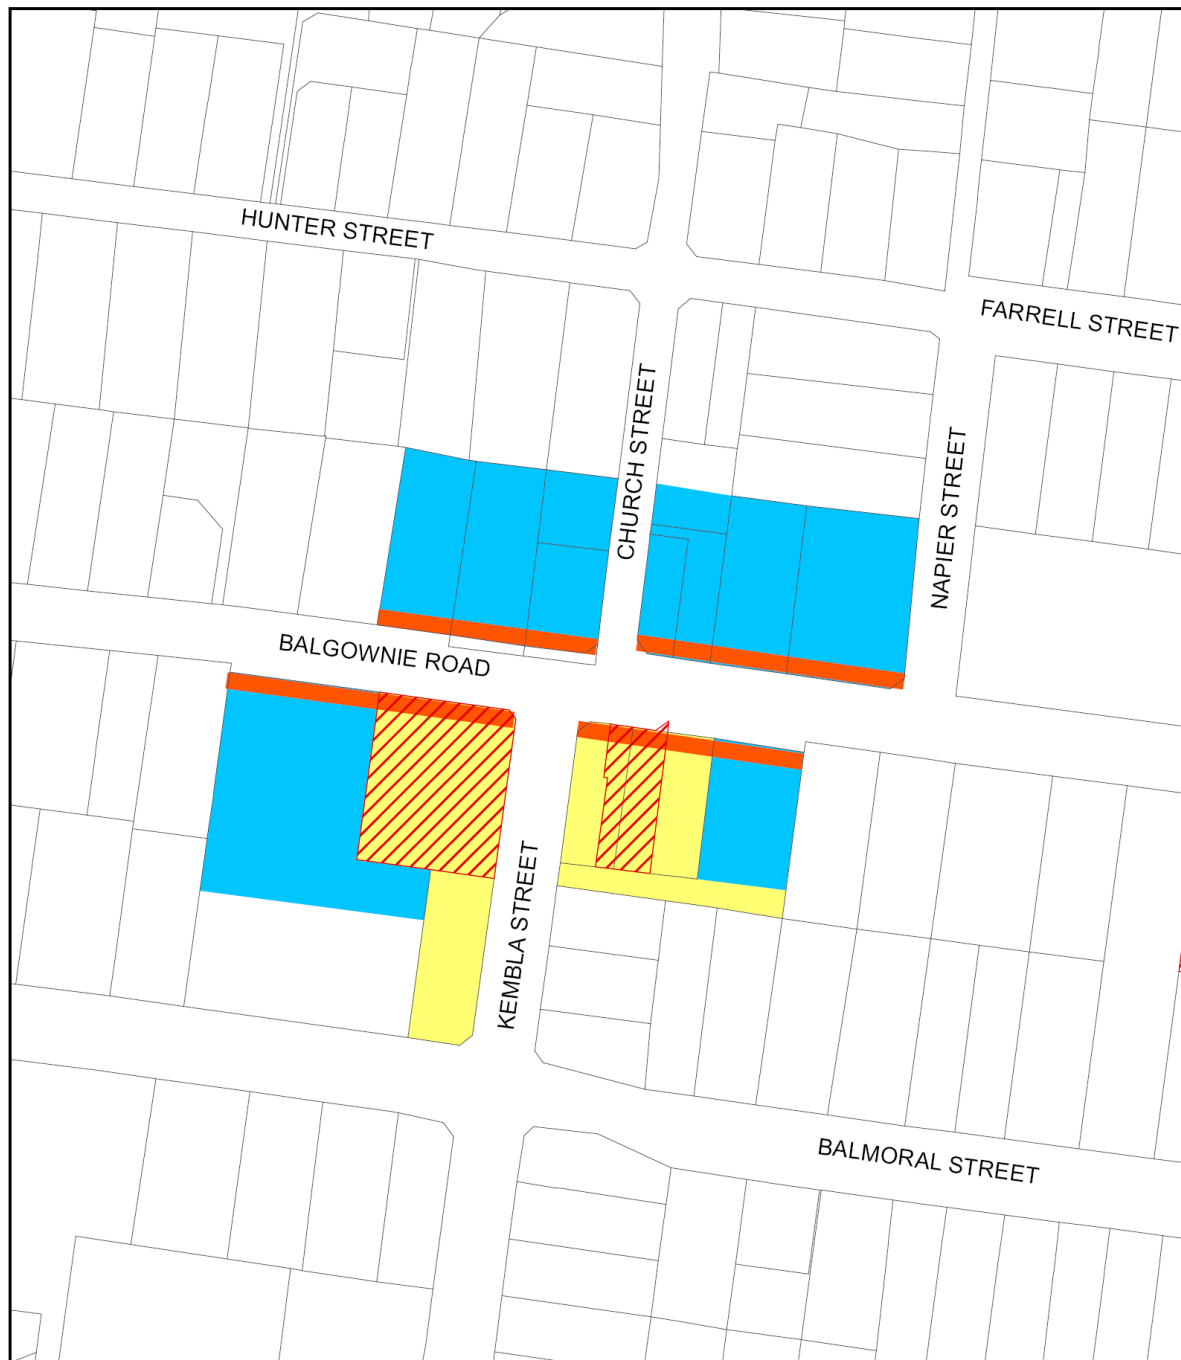 HUNTER STREET
FARRELL STREET
CHURCH STREET
NAPIER STREET
BALGOWNIE ROAD
KEMBLA STREET
BALMORAL STREET